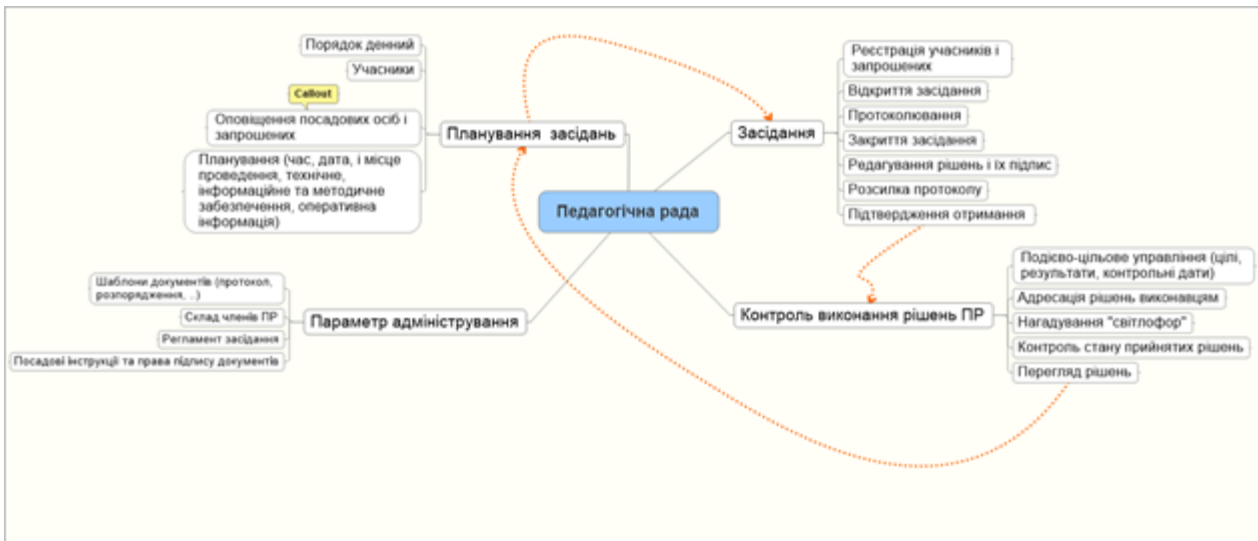 Порядок денний
Учасники
Callout
Оповіщення посадових осіб і
запрошених
Планування (час, дата, і місце
проведення, технічне,
інформаційне та методичне
забезпечення, оперативна
інформація)
Планування засідань
Педагогічна рада
Засідання
Реєстрація учасників і
запрошених
Відкриття засідання
Протоколювання
Закриття засідання
Редагування рішень і їх підпис
Розсилка протоколу
Підтвердження отримання
Шаблони документів (протокол,
розпорядження, ..)
Склад членів ПР
Регламент засідання
Посадові інструкції та права підпису документів
Параметр адміністрування
Контроль виконання рішень ПР
Подієво-цільове управління (цілі,
результати, контрольні дати)
Адресація рішень виконавцям
Нагадування "світлофор"
Контроль стану прийнятих рішень
Перегляд рішень